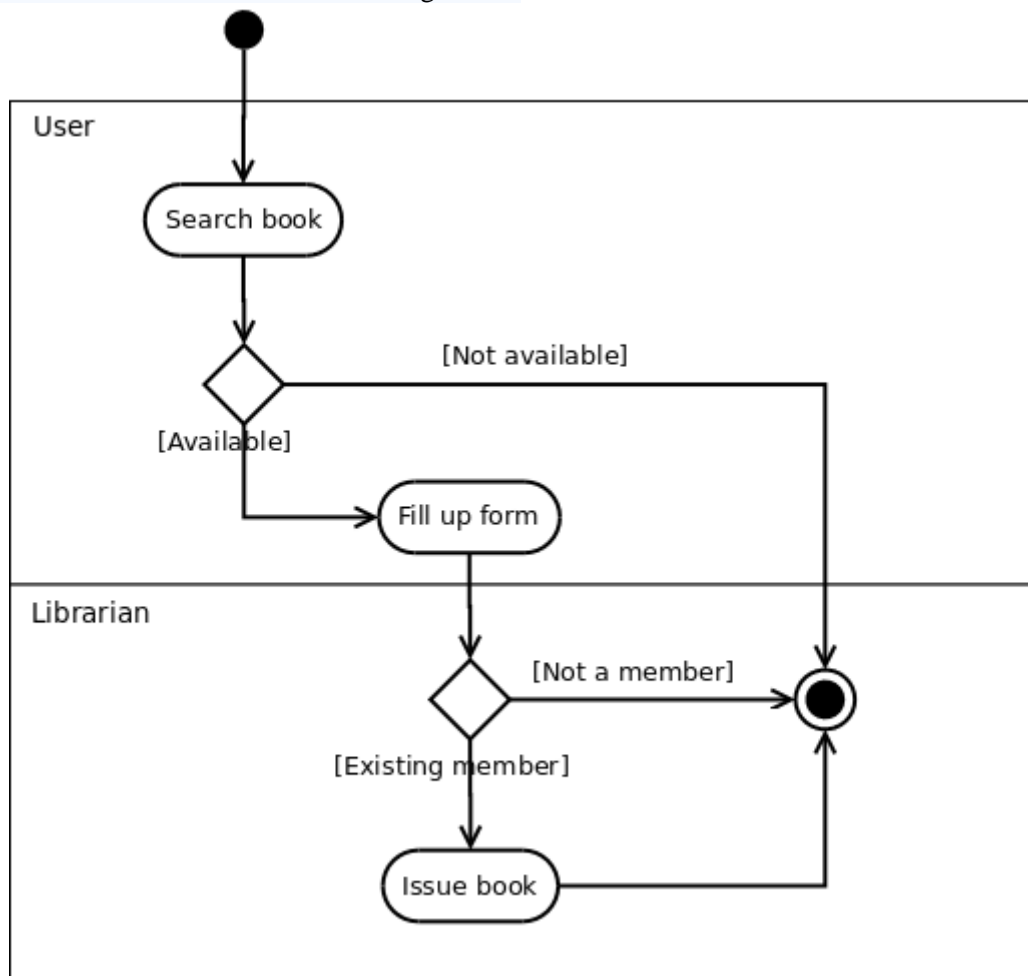 User
Search book
[Not available]
[Available]
Fill up form
Librarian
[Not a member]
[Existing member]
Issue book